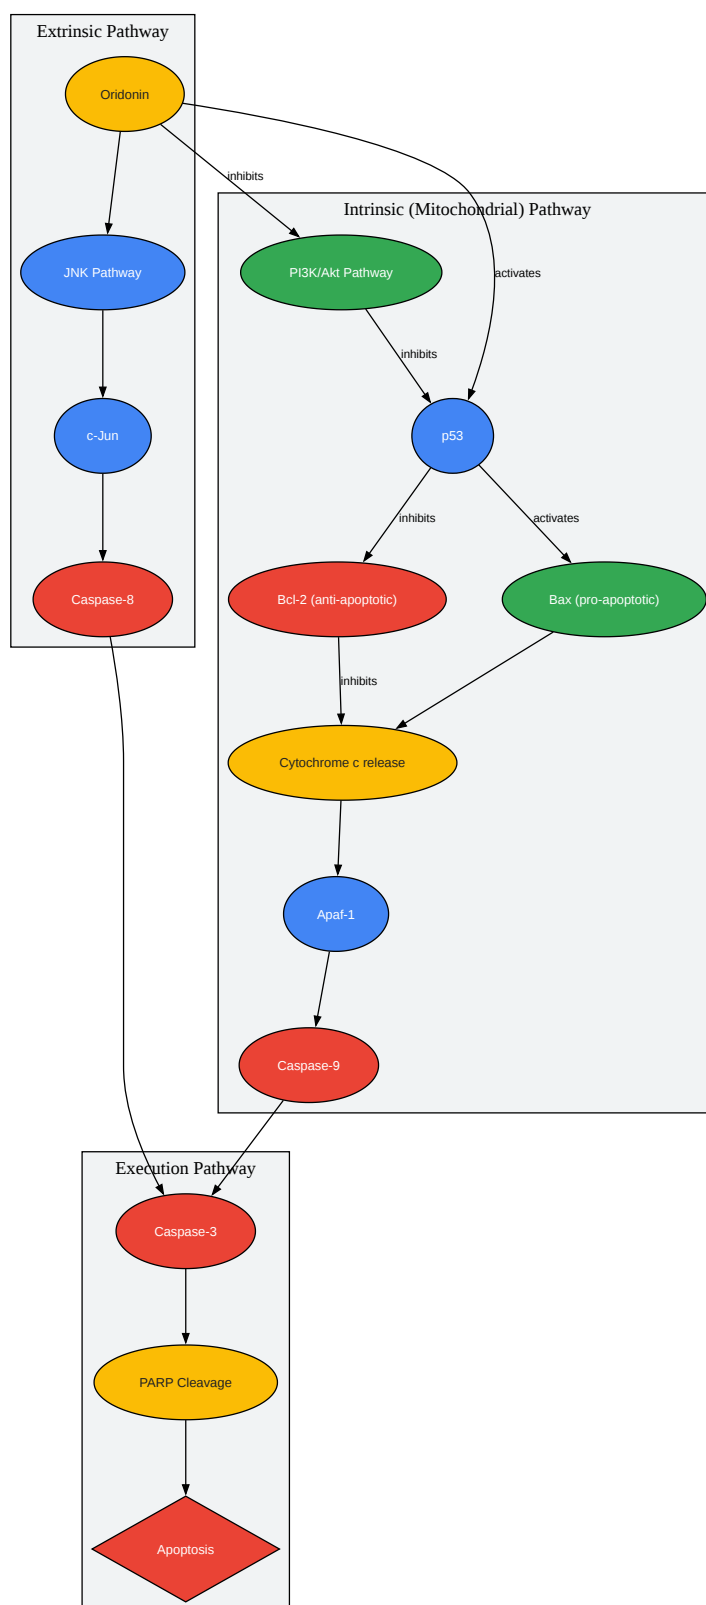 Extrinsic Pathway
Oridonin
inhibits
Intrinsic (Mitochondrial) Pathway
JNK Pathway
PI3K/Akt Pathway
activates
inhibits
c-Jun
p53
inhibits
activates
Caspase-8
Bcl-2 (anti-apoptotic)
Bax (pro-apoptotic)
inhibits
Cytochrome c release
Apaf-1
Caspase-9
Execution Pathway
Caspase-3
PARP Cleavage
Apoptosis